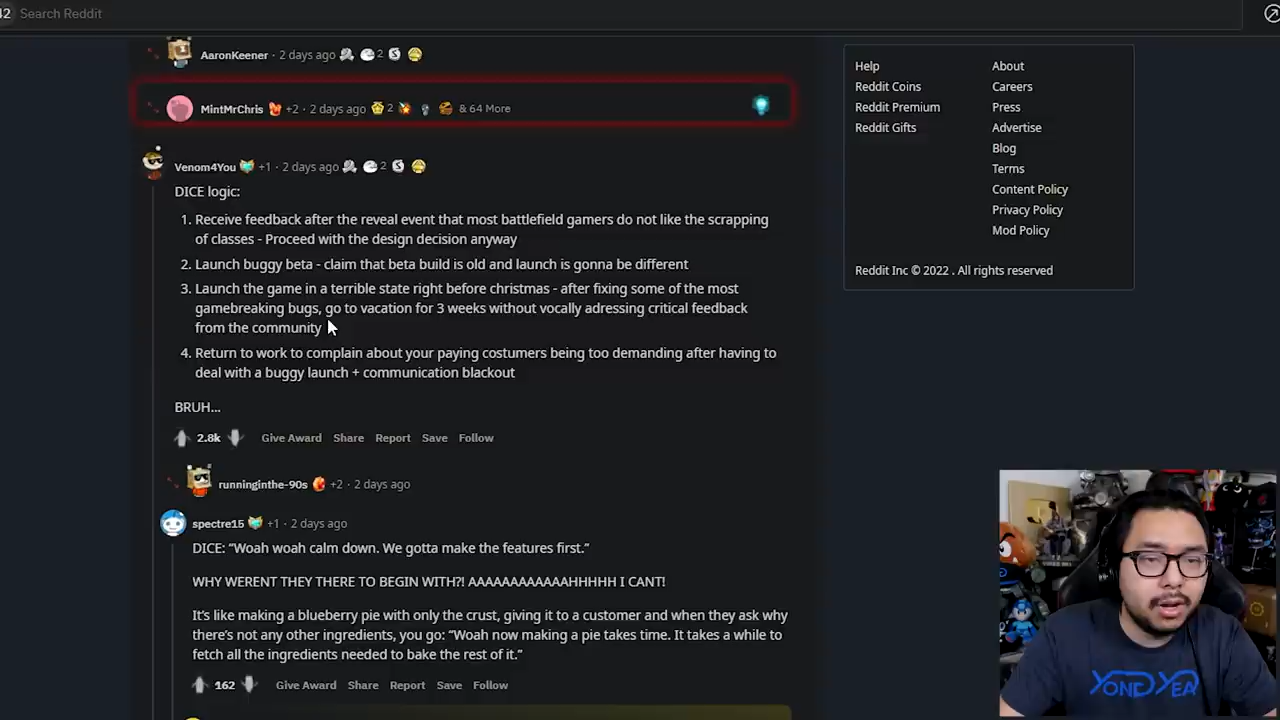 42 Search Reddit
AaronKeener · 2 days ago 2
MintMrChris +2 · 2 days ago 2 & 64 More
Venom4You +1 · 2 days ago 2 S
DICE logic:
1. Receive feedback after the reveal event that most battlefield gamers do not like the scrapping
of classes - Proceed with the design decision anyway
2. Launch buggy beta - claim that beta build is old and launch is gonna be different
3. Launch the game in a terrible state right before christmas - after fixing some of the most
gamebreaking bugs, go to vacation for 3 weeks without vocally adressing critical feedback
from the community
4. Return to work to complain about your paying costumers being too demanding after having to
deal with a buggy launch + communication blackout
BRUH...
2.8k Give Award Share Report Save Follow
runninginthe-90s +2 · 2 days ago
spectre15 +1 · 2 days ago
DICE: “Woah woah calm down. We gotta make the features first.”
WHY WERENT THEY THERE TO BEGIN WITH?! AAAAAAAAAAAAHHHHH I CANT!
It’s like making a blueberry pie with only the crust, giving it to a customer and when they ask why
there’s not any other ingredients, you go: “Woah now making a pie takes time. It takes a while to
fetch all the ingredients needed to bake the rest of it.”
162 Give Award Share Report Save Follow
Help About
Reddit Coins Careers
Reddit Premium Press
Reddit Gifts Advertise
Blog
Terms
Content Policy
Privacy Policy
Mod Policy
Reddit Inc © 2022 . All rights reserved
YONGYEA